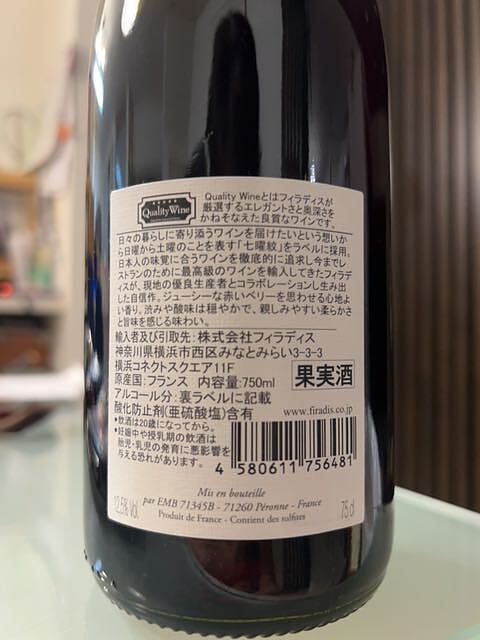 Quality Wine
Quality Wineとはフィラディスが
厳選するエレガントさと奥深さを
かねそなえた良質なワインです。
日々の暮らしに寄り添うワインを届けたいという想いか
ら日曜から土曜のことを表す「七曜紋」をラベルに採用。
日本人の味覚に合うワインを徹底的に追求し今までレ
ストランのために最高級のワインを輸入してきたフィラデ
ィスが、現地の優良生産者とコラボレーションし生み出
した自信作。ジューシーな赤いベリーを思わせる心地よ
い香り。渋みや酸味は穏やかで、親しみやすい柔らかさ
と旨味を感じる味わい。
輸入者及び引取先：株式会社フィラディス
神奈川県横浜市西区みなとみらい3-3-3
横浜コネクトスクエア11F
原産国：フランス 内容量：750ml
アルコール分：裏ラベルに記載
酸化防止剤(亜硫酸塩)含有
果実酒
www.firadis.co.jp
•飲酒は20歳になってから。
•妊娠中や授乳期の飲酒は
胎児・乳児の発育に悪影響を
与える恐れがあります。
4 580611 756481
Mis en bouteille
par EMB 71345B - 71260 Péronne - France
Produit de France - Contient des sulfites
12,5% Vol.
75 cl